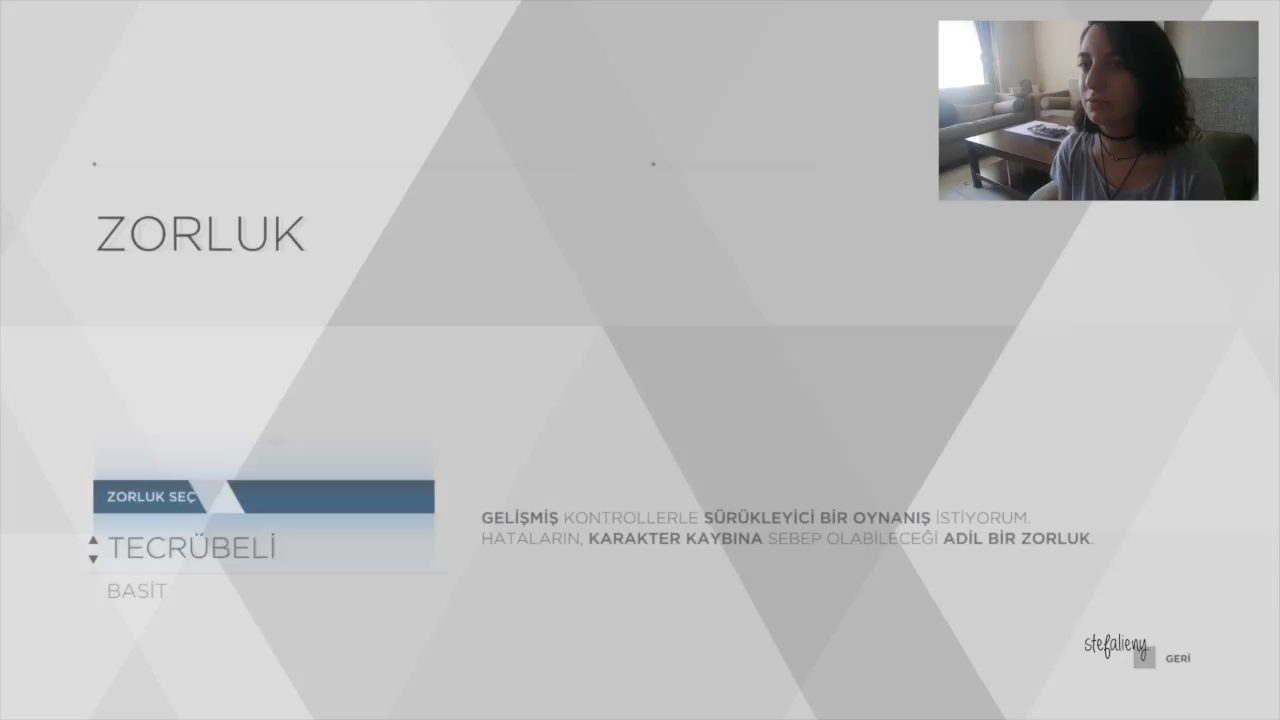 ZORLUK
ZORLUK SEÇ
TECRÜBELİ
BASİT
GELİŞMİŞ KONTROLLERLE SÜRÜKLEYİCİ BİR OYNANIŞ İSTİYORUM.
HATALARIN, KARAKTER KAYBINA SEBEP OLABİLECEĞİ ADİL BİR ZORLUK.
stefalieny
GERİ